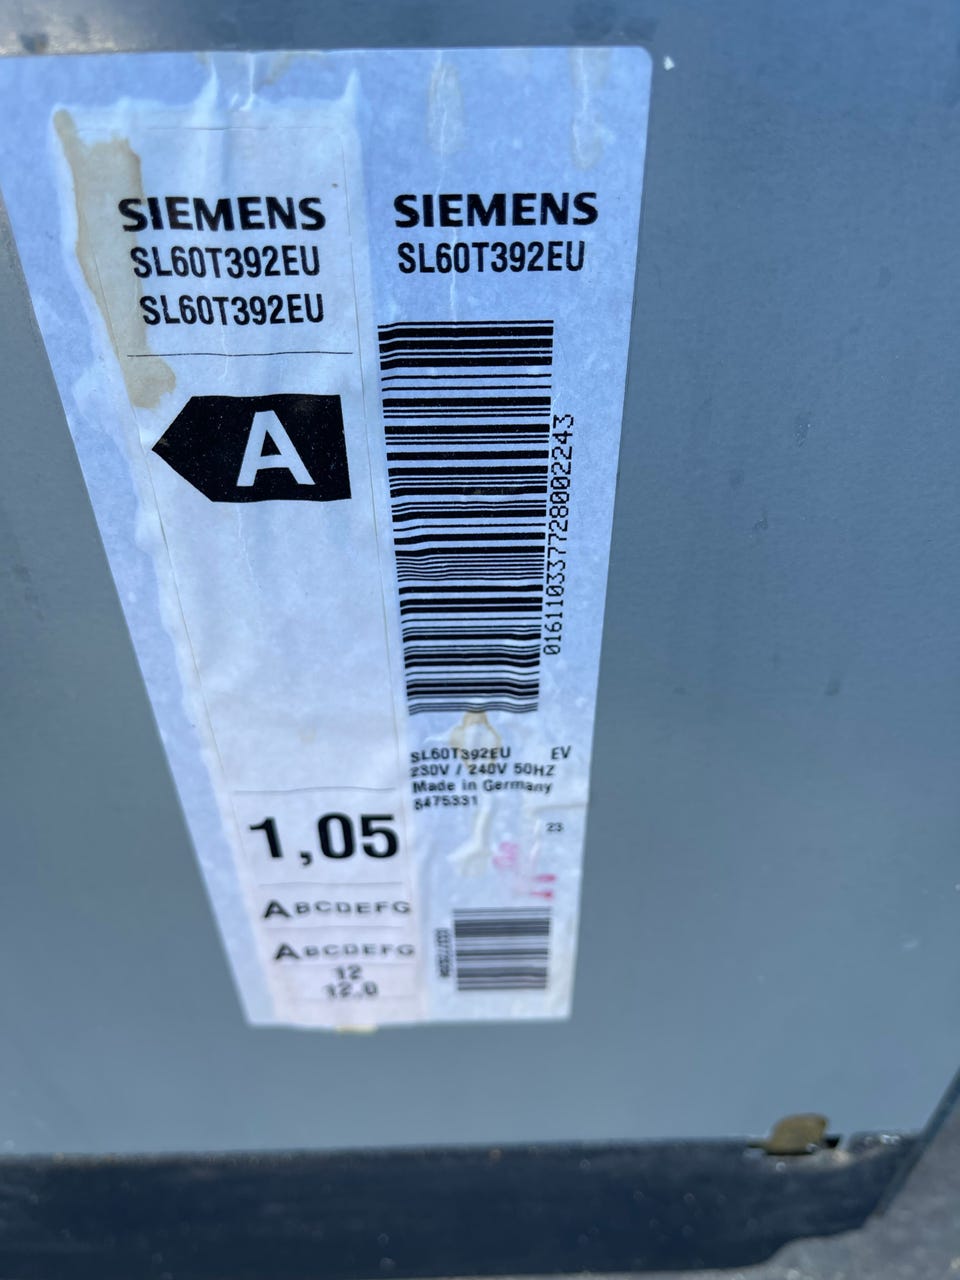 SIEMENS
SL60T392EU
SL60T392EU
A
1,05
ABCDEFG
ABCDEFG
12
12.0
SIEMENS
SL60T392EU
016110337728002243
SL60T392EU EV
230V / 240V 50HZ
Made in Germany
6475331
23